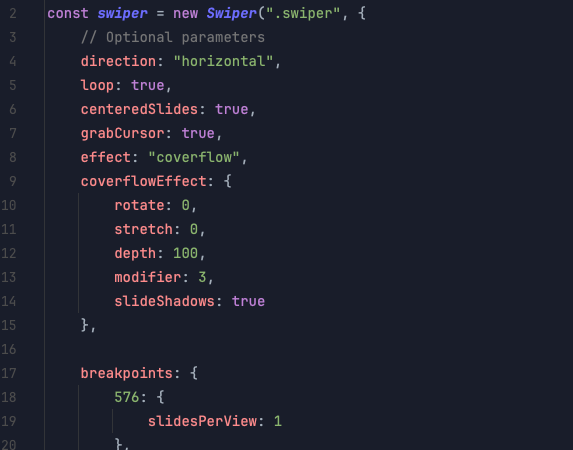 2 const swiper = new Swiper(".swiper", {
3 // Optional parameters
4 direction: "horizontal",
5 loop: true,
6 centeredSlides: true,
7 grabCursor: true,
8 effect: "coverflow",
9 coverflowEffect: {
10 rotate: 0,
11 stretch: 0,
12 depth: 100,
13 modifier: 3,
14 slideShadows: true
15 },
16
17 breakpoints: {
18 576: {
19 slidesPerView: 1
20 },